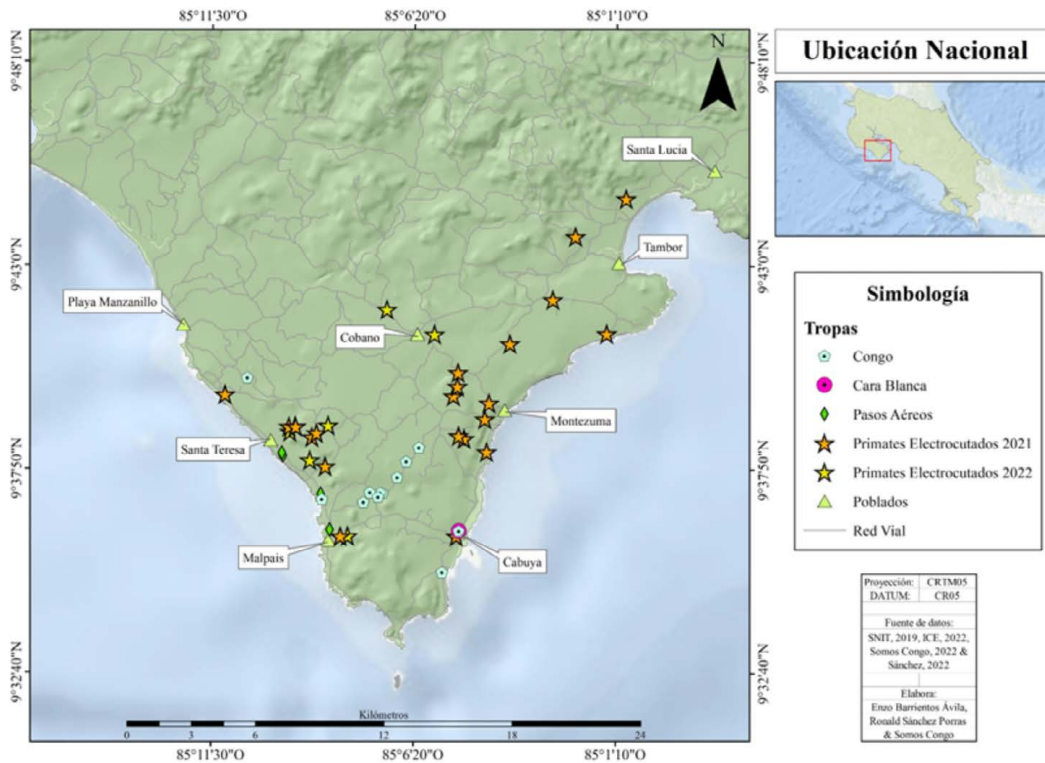 85°11'30"O
85°6'20"O
85°1'10"O
9°48'10"N
9°48'10"N
N
Ubicación Nacional
Santa Lucia
Tambor
9°43'0"N
9°43'0"N
Playa Manzanillo
Cobano
Montezuma
Santa Teresa
9°37'50"N
9°37'50"N
Malpais
Cabuya
9°32'40"N
9°32'40"N
Kilómetros
0
3
6
12
18
24
85°11'30"O
85°6'20"O
85°1'10"O
Simbología
Tropas
Congo
Cara Blanca
Pasos Aéreos
Primates Electrocutados 2021
Primates Electrocutados 2022
Poblados
Red Vial
Proyección: CRTM05
DATUM: CR05
Fuente de datos:
SNIT, 2019, ICE, 2022,
Somos Congo, 2022 &
Sánchez, 2022
Elabora:
Enzo Barrientos Ávila,
Ronald Sánchez Porras
& Somos Congo